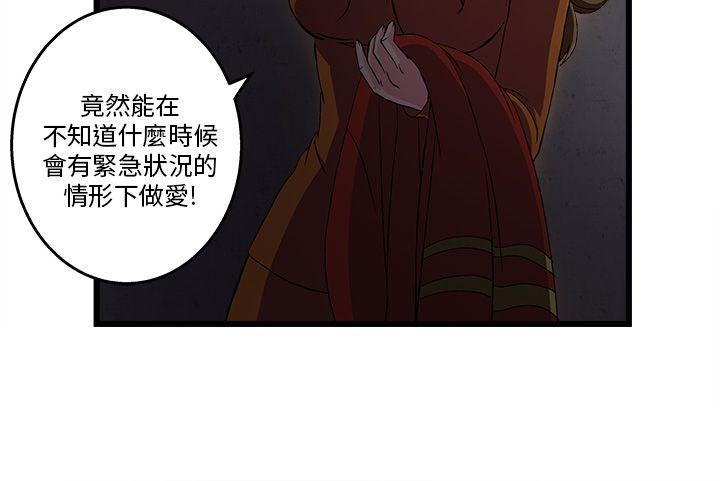 竟然能在
不知道什麼時候
會有緊急狀況的
情形下做愛!